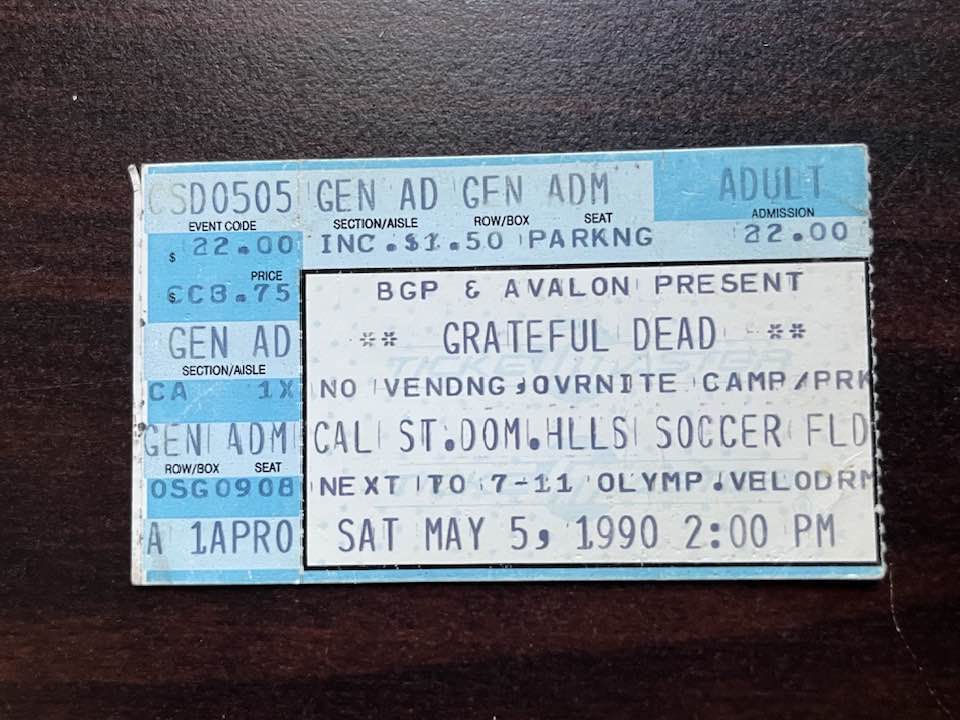 CSD0505 GEN AD GEN ADM ADULT
EVENT CODE SECTION/AISLE ROW/BOX SEAT ADMISSION
$ 22.00 INC.$1.50 PARKNG 22.00
PRICE
BGP & AVALON PRESENT
** GRATEFUL DEAD **
NO VENDNG,OVRNITE CAMP/PRK
CAL ST.DOM.HLLS SOCCER FLD
NEXT TO 7-11 OLYMP.VELODRM
SAT MAY 5, 1990 2:00 PM
$ 8.75
GEN AD
SECTION/AISLE
CA 1X
GEN ADM
ROW/BOX SEAT
OSG0908
A 1APR0
TICKETMASTER